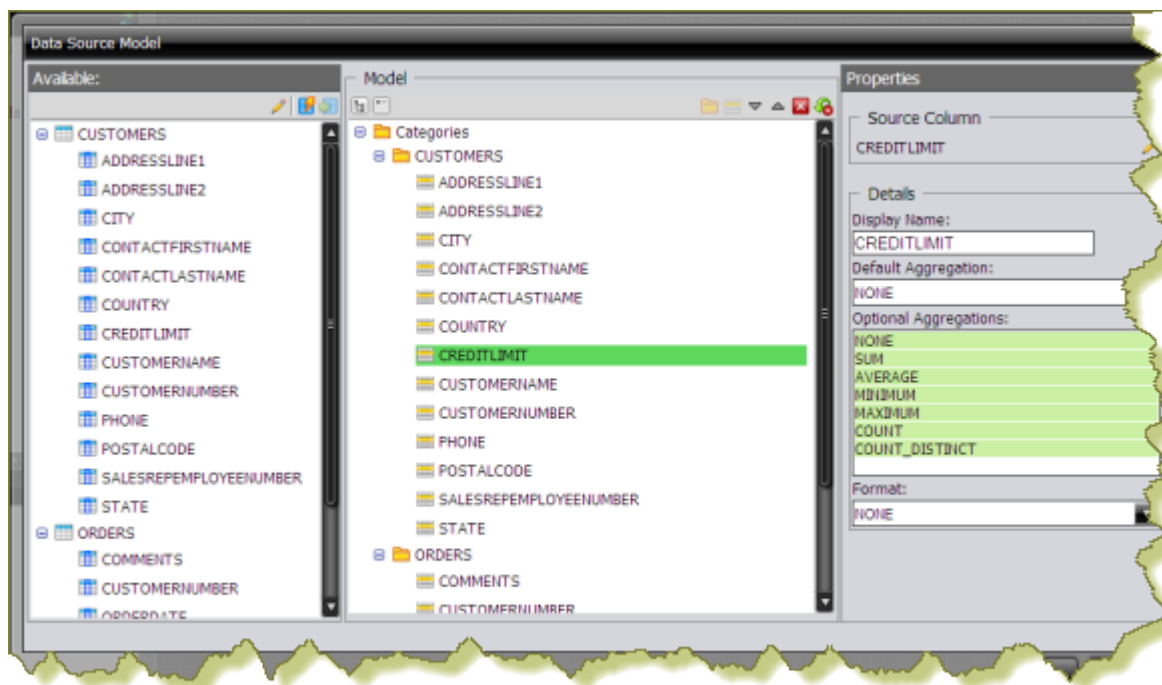 Data Source Model
Available:
CUSTOMERS
ADDRESSLINE1
ADDRESSLINE2
CITY
CONTACTFIRSTNAME
CONTACTLASTNAME
COUNTRY
CREDITLIMIT
CUSTOMERNAME
CUSTOMERNUMBER
PHONE
POSTALCODE
SALESREPEMPLOYEENUMBER
STATE
ORDERS
COMMENTS
CUSTOMERNUMBER
ORDERDATE
Model
Categories
CUSTOMERS
ADDRESSLINE1
ADDRESSLINE2
CITY
CONTACTFIRSTNAME
CONTACTLASTNAME
COUNTRY
CREDITLIMIT
CUSTOMERNAME
CUSTOMERNUMBER
PHONE
POSTALCODE
SALESREPEMPLOYEENUMBER
STATE
ORDERS
COMMENTS
CUSTOMERNUMBER
Properties
Source Column
CREDITLIMIT
Details
Display Name:
CREDITLIMIT
Default Aggregation:
NONE
Optional Aggregations:
NONE
SUM
AVERAGE
MINIMUM
MAXIMUM
COUNT
COUNT_DISTINCT
Format:
NONE